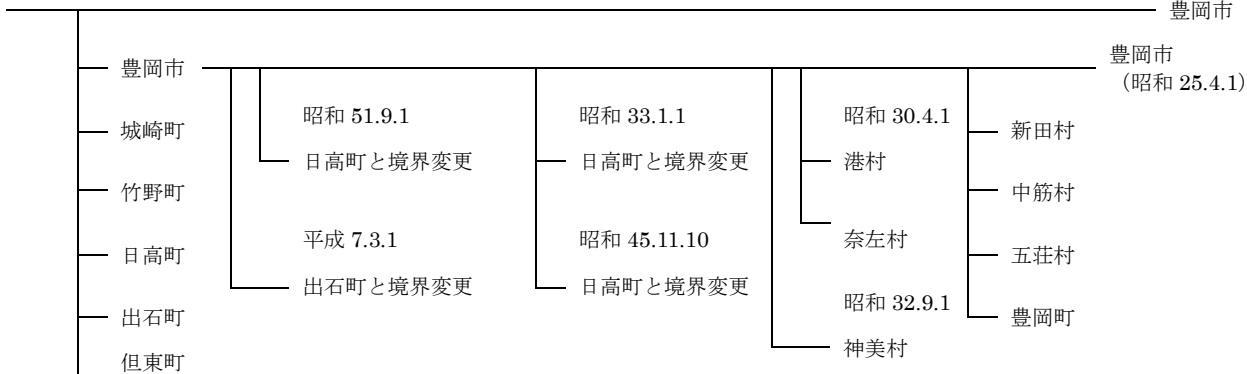 豊岡市
豊岡市
豊岡市
(昭和 25.4.1)
城崎町
竹野町
日高町
出石町
但東町
昭和 51.9.1
日高町と境界変更
平成 7.3.1
出石町と境界変更
昭和 33.1.1
日高町と境界変更
昭和 45.11.10
日高町と境界変更
昭和 30.4.1
港村
奈左村
昭和 32.9.1
神美村
新田村
中筋村
五荘村
豊岡町